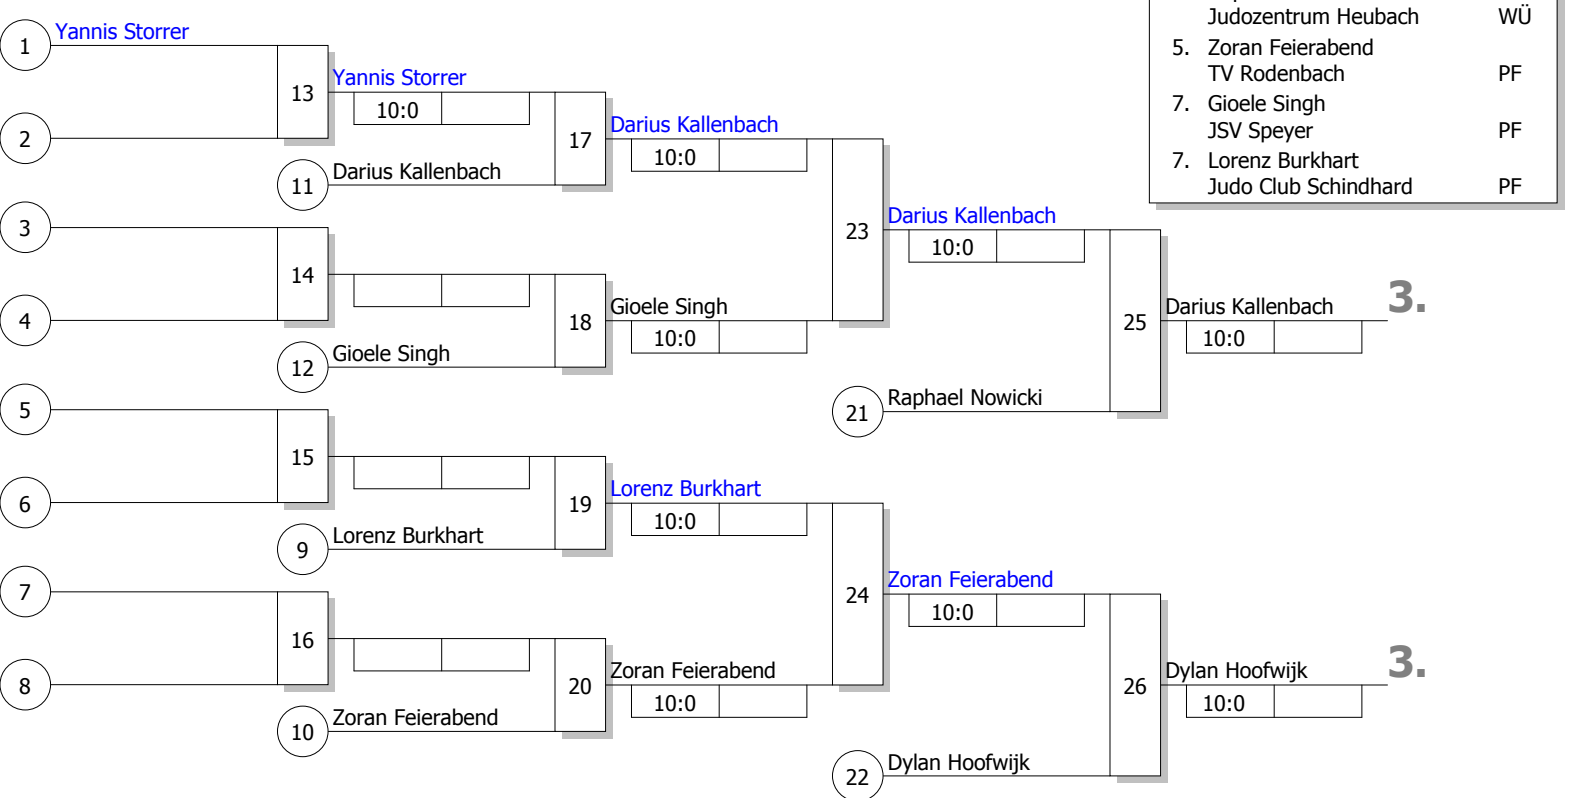 Judozentrum Heubach WÜ
5. Zoran Feierabend
TV Rodenbach PF
7. Gioele Singh
JSV Speyer PF
7. Lorenz Burkhart
Judo Club Schindhard PF
1 Yannis Storrer
2
13 Yannis Storrer
10:0
11 Darius Kallenbach
17 Darius Kallenbach
10:0
3
4
14
12 Gioele Singh
18 Gioele Singh
10:0
23 Darius Kallenbach
10:0
21 Raphael Nowicki
25 Darius Kallenbach 3.
10:0
5
6
15
9 Lorenz Burkhart
19 Lorenz Burkhart
10:0
7
8
16
10 Zoran Feierabend
20 Zoran Feierabend
10:0
24 Zoran Feierabend
10:0
22 Dylan Hoofwijk
26 Dylan Hoofwijk 3.
10:0